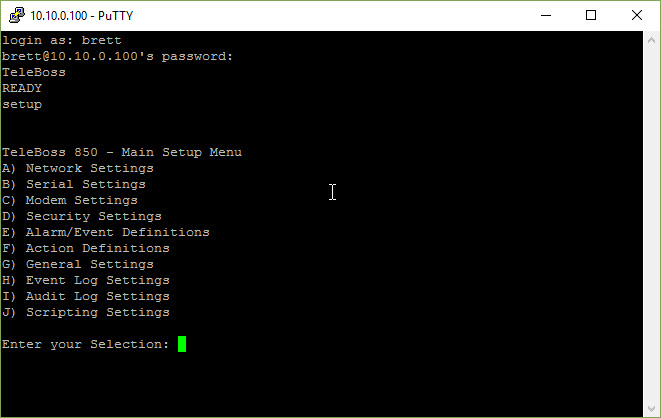 10.10.0.100 - PuTTY
login as: brett
brett@10.10.0.100's password:
TeleBoss
READY
setup
TeleBoss 850 - Main Setup Menu
A) Network Settings
B) Serial Settings
C) Modem Settings
D) Security Settings
E) Alarm/Event Definitions
F) Action Definitions
G) General Settings
H) Event Log Settings
I) Audit Log Settings
J) Scripting Settings
Enter your Selection: